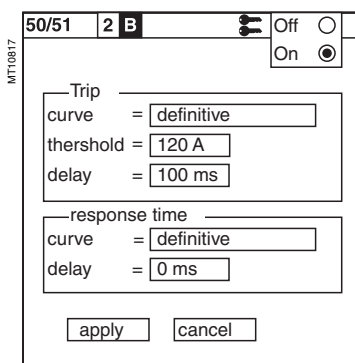 MT10817
50/51 2 B Off
On
Trip
curve = definitive
thershold = 120 A
delay = 100 ms
response time
curve = definitive
delay = 0 ms
apply cancel